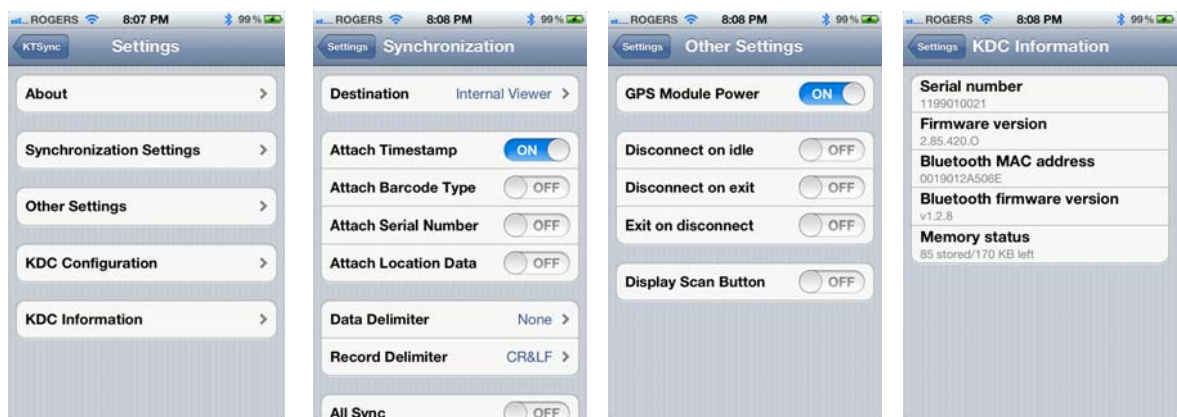 ROGERS 8:07 PM 99%
KTSync Settings
About
Synchronization Settings
Other Settings
KDC Configuration
KDC Information
ROGERS 8:08 PM 99%
Settings Synchronization
Destination Internal Viewer
Attach Timestamp ON
Attach Barcode Type OFF
Attach Serial Number OFF
Attach Location Data OFF
Data Delimiter None
Record Delimiter CR&LF
All Sync OFF
ROGERS 8:08 PM 99%
Settings Other Settings
GPS Module Power ON
Disconnect on idle OFF
Disconnect on exit OFF
Exit on disconnect OFF
Display Scan Button OFF
ROGERS 8:08 PM 99%
Settings KDC Information
Serial number
1199010021
Firmware version
2.85.420.O
Bluetooth MAC address
0019012A506E
Bluetooth firmware version
v1.2.8
Memory status
85 stored/170 KB left